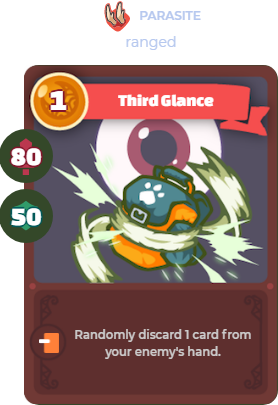 PARASITE
ranged
1
Third Glance
80
50
Randomly discard 1 card from
your enemy's hand.